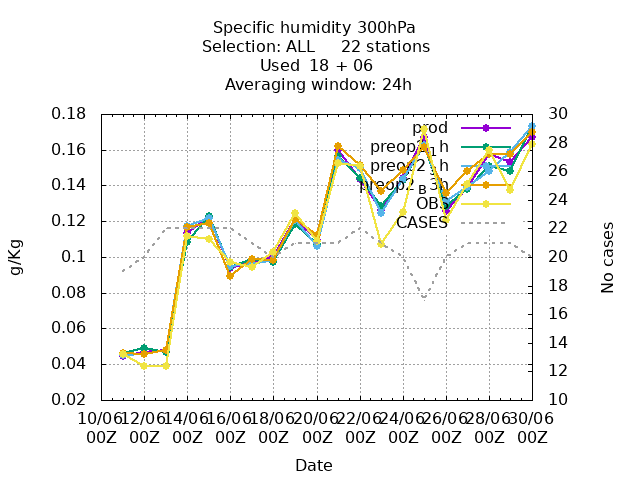 Specific humidity 300hPa
Selection: ALL 22 stations
Used 18 + 06
Averaging window: 24h
0.18
0.16
0.14
0.12
0.1
0.08
0.06
0.04
0.02
g/Kg
30
28
26
24
22
20
18
16
14
12
10
No cases
prod
OBS
CASES
10/06 12/06 14/06 16/06 18/06 20/06 22/06 24/06 26/06 28/06 30/06
00Z 00Z 00Z 00Z 00Z 00Z 00Z 00Z 00Z 00Z 00Z
Date